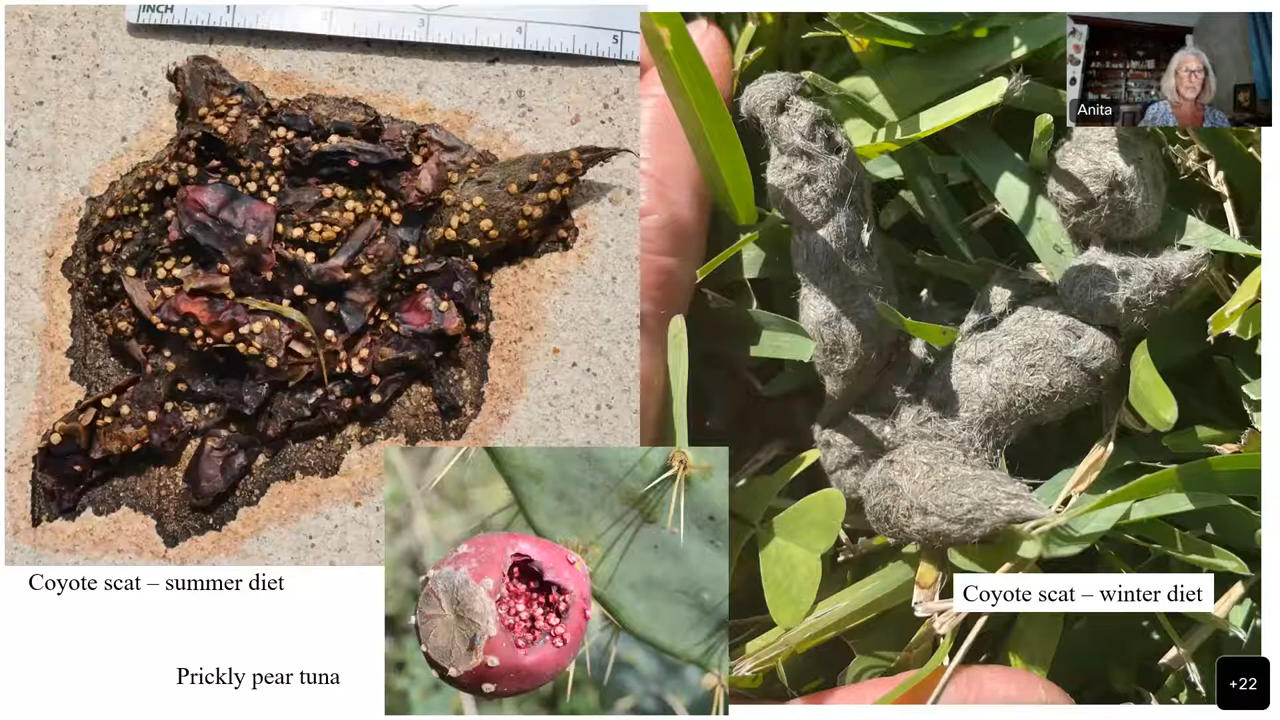 INCH 1 2 3 4 5
Anita
Coyote scat – summer diet
Coyote scat – winter diet
Prickly pear tuna
+22